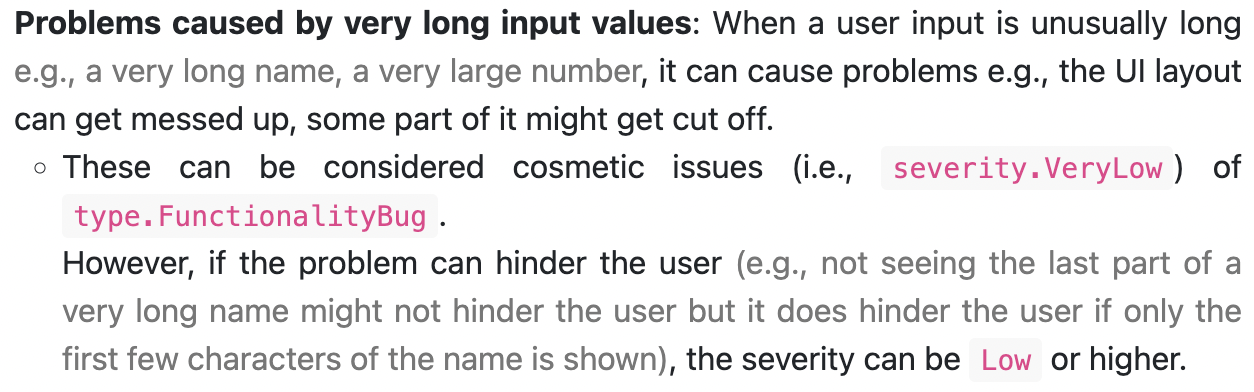 Problems caused by very long input values: When a user input is unusually long
e.g., a very long name, a very large number, it can cause problems e.g., the UI layout
can get messed up, some part of it might get cut off.
○ These can be considered cosmetic issues (i.e., severity.VeryLow) of
type.FunctionalityBug.
However, if the problem can hinder the user (e.g., not seeing the last part of a
very long name might not hinder the user but it does hinder the user if only the
first few characters of the name is shown), the severity can be Low or higher.